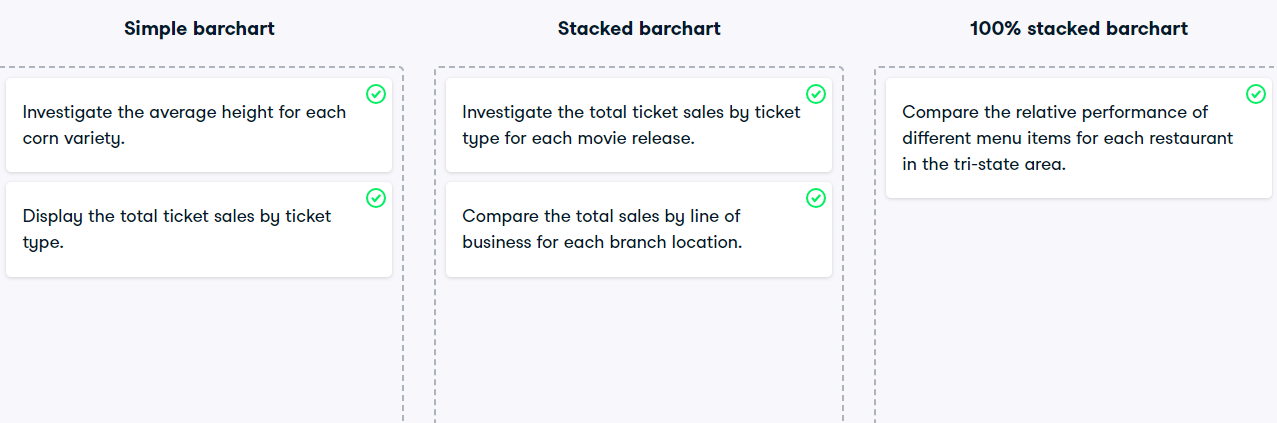 Simple barchart
Stacked barchart
100% stacked barchart
Investigate the average height for each
corn variety.
Display the total ticket sales by ticket
type.
Investigate the total ticket sales by ticket
type for each movie release.
Compare the total sales by line of
business for each branch location.
Compare the relative performance of
different menu items for each restaurant
in the tri-state area.